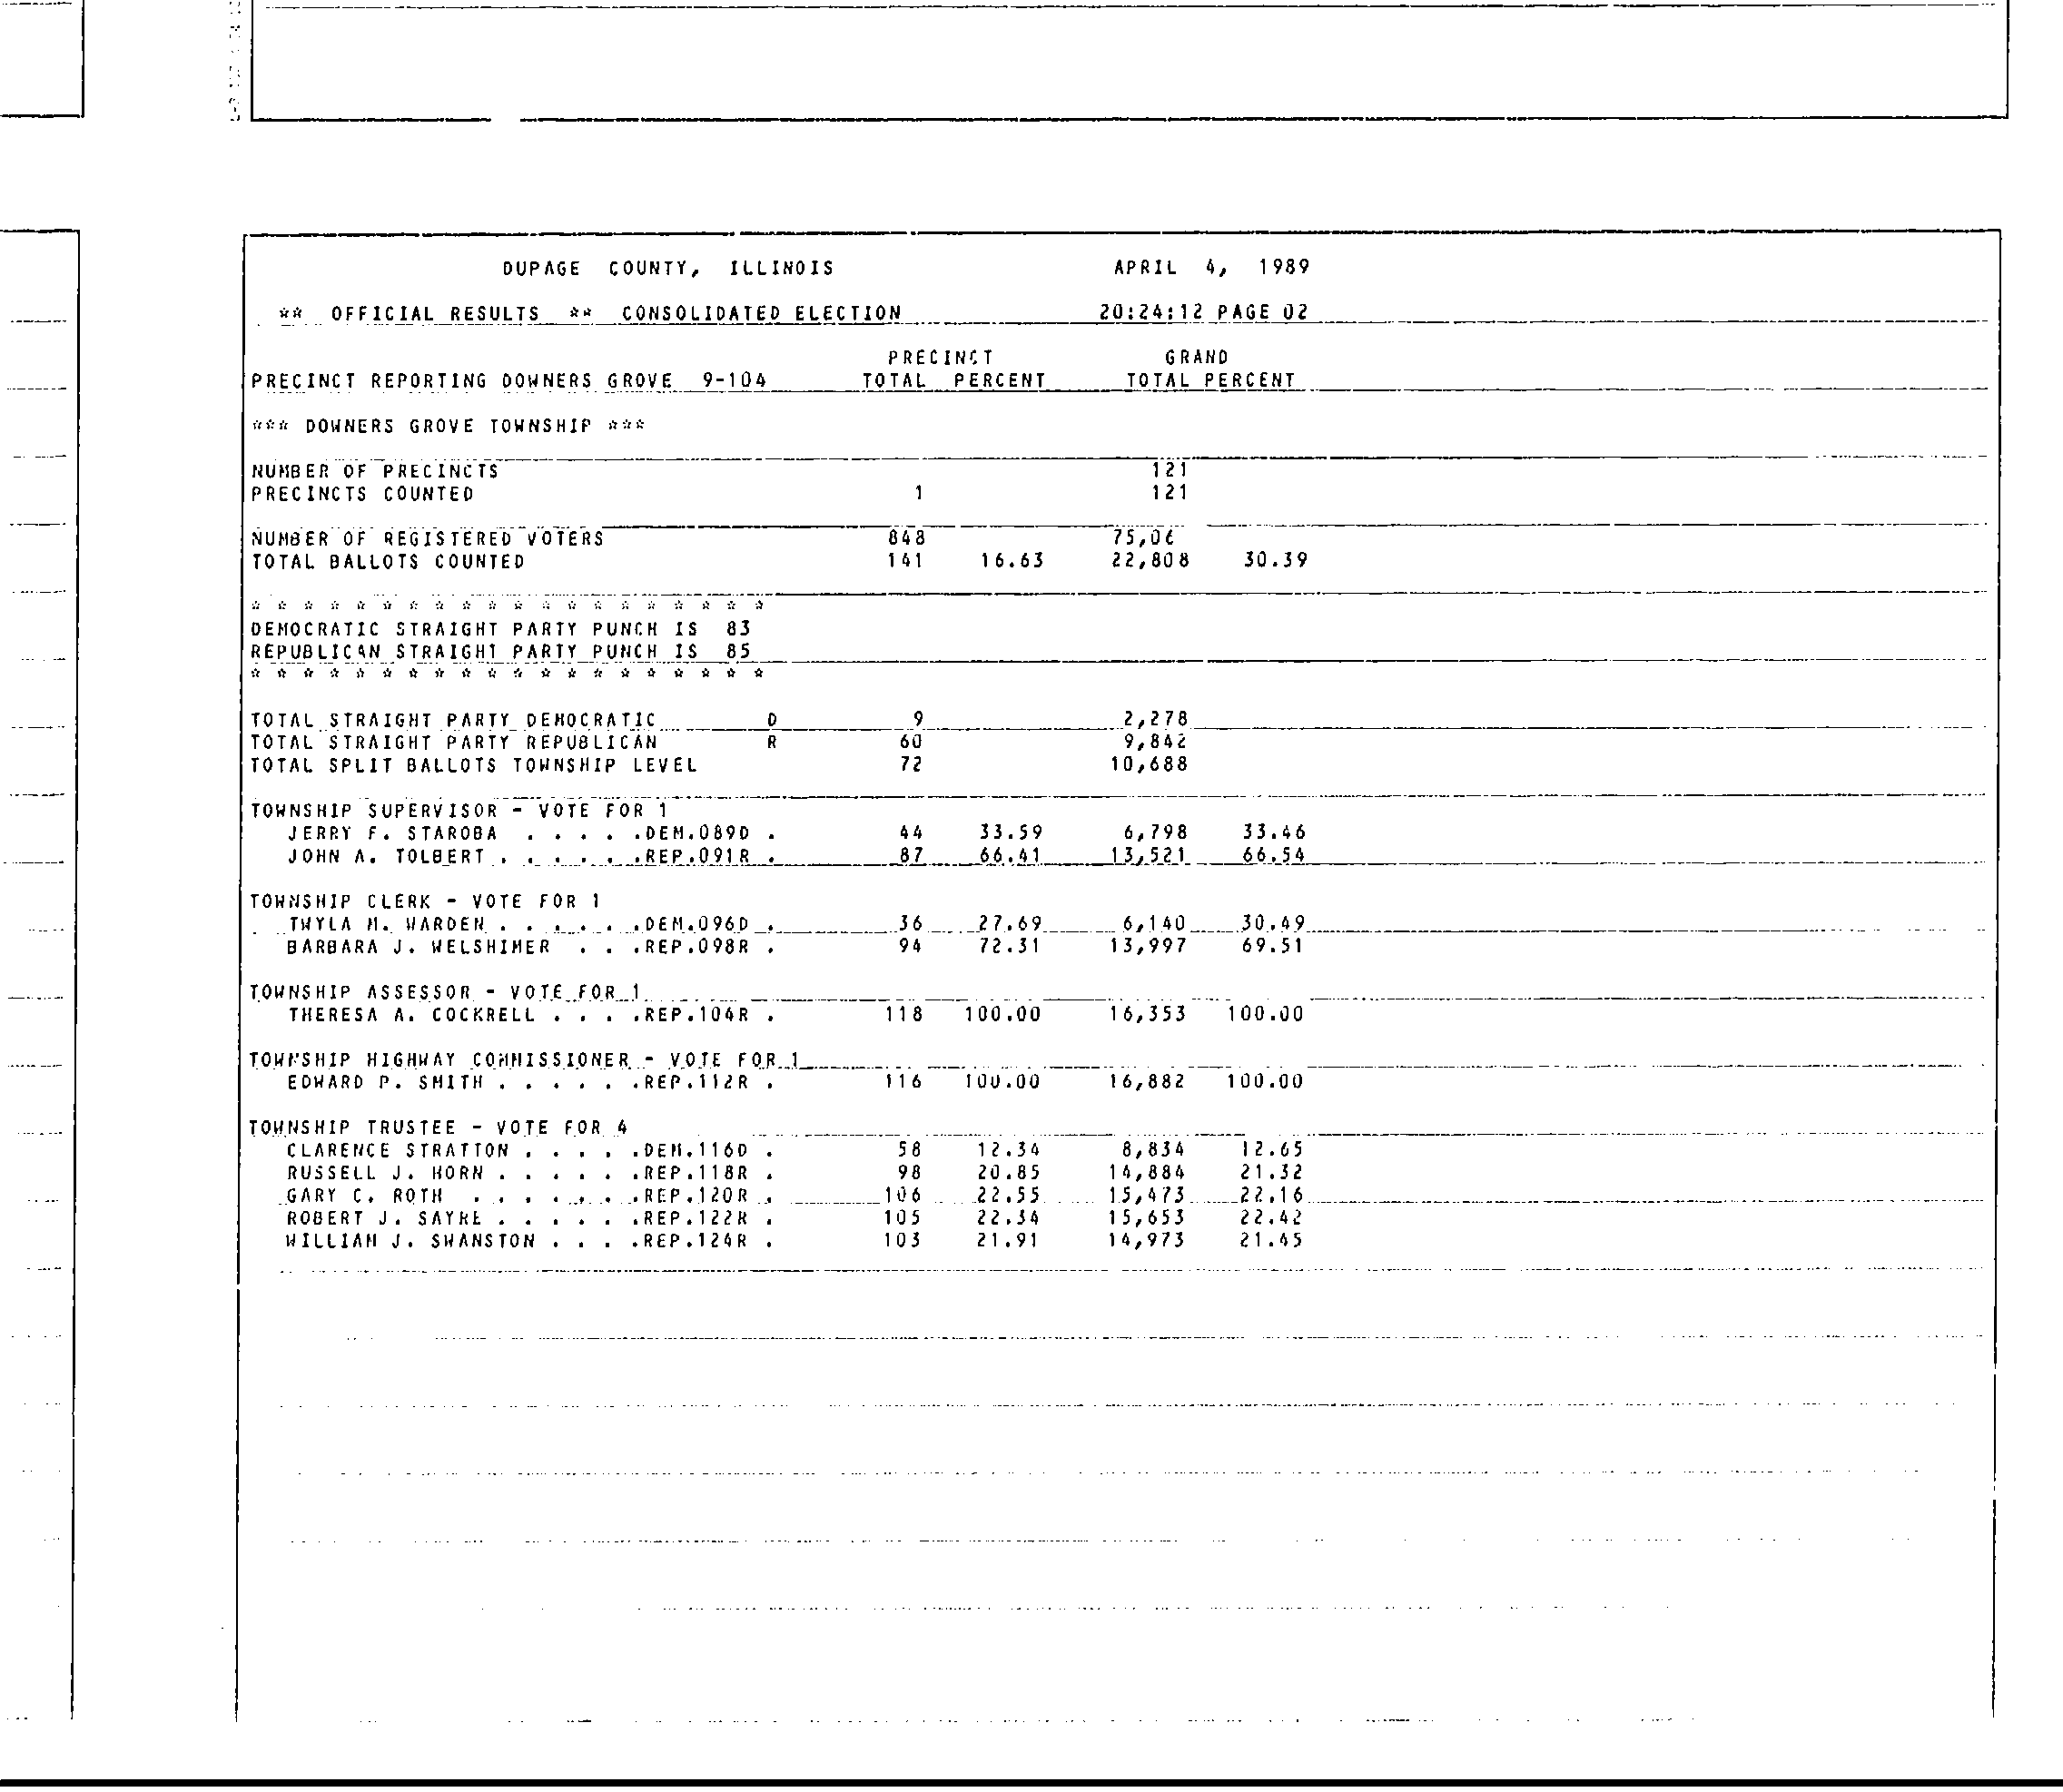 DUPAGE COUNTY, ILLINOIS APRIL 4, 1989
** OFFICIAL RESULTS ** CONSOLIDATED ELECTION 20:24:12 PAGE 02
PRECINCT GRAND
PRECINCT REPORTING DOWNERS GROVE 9-104 TOTAL PERCENT TOTAL PERCENT
*** DOWNERS GROVE TOWNSHIP ***
NUMBER OF PRECINCTS 121
PRECINCTS COUNTED 1 121
NUMBER OF REGISTERED VOTERS 848
TOTAL BALLOTS COUNTED 141 16.63 22,808 30.39
* * * * * * * * * * * * * * * * * * * *
DEMOCRATIC STRAIGHT PARTY PUNCH IS 83
REPUBLICAN STRAIGHT PARTY PUNCH IS 85
* * * * * * * * * * * * * * * * * * * *
TOTAL STRAIGHT PARTY DEMOCRATIC D 9 2,278
TOTAL STRAIGHT PARTY REPUBLICAN R 60 9,842
TOTAL SPLIT BALLOTS TOWNSHIP LEVEL 72 10,688
TOWNSHIP SUPERVISOR - VOTE FOR 1
JERRY F. STAROBA . . . . .DEM.089D . 44 33.59 6,798 33.46
JOHN A. TOLBERT . . . . . .REP.091R . 87 66.41 13,521 66.54
TOWNSHIP CLERK - VOTE FOR 1
TWYLA M. WARDEN . . . . . .DEM.096D . 36 27.69 6,140 30.49
BARBARA J. WELSHIMER . . .REP.098R . 94 72.31 13,997 69.51
TOWNSHIP ASSESSOR - VOTE FOR 1
THERESA A. COCKRELL . . . .REP.104R . 118 100.00 16,353 100.00
TOWNSHIP HIGHWAY COMMISSIONER - VOTE FOR 1
EDWARD P. SMITH . . . . . .REP.112R . 116 100.00 16,882 100.00
TOWNSHIP TRUSTEE - VOTE FOR 4
CLARENCE STRATTON . . . . .DEM.116D . 58 12.34 8,834 12.65
RUSSELL J. HORN . . . . . .REP.118R . 98 20.85 14,884 21.32
GARY C. ROTH . . . . . . .REP.120R . 106 22.55 15,473 22.16
ROBERT J. SAYRE . . . . . .REP.122R . 105 22.34 15,653 22.42
WILLIAM J. SWANSTON . . . .REP.124R . 103 21.91 14,973 21.45